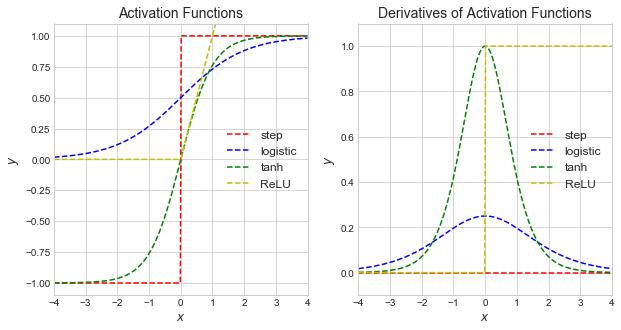 Activation Functions
1.00
0.75
0.50
0.25
0.00
−0.25
−0.50
−0.75
−1.00
y
step
logistic
tanh
ReLU
−4 −3 −2 −1 0 1 2 3 4
x
Derivatives of Activation Functions
1.0
0.8
0.6
0.4
0.2
0.0
y
step
logistic
tanh
ReLU
−4 −3 −2 −1 0 1 2 3 4
x